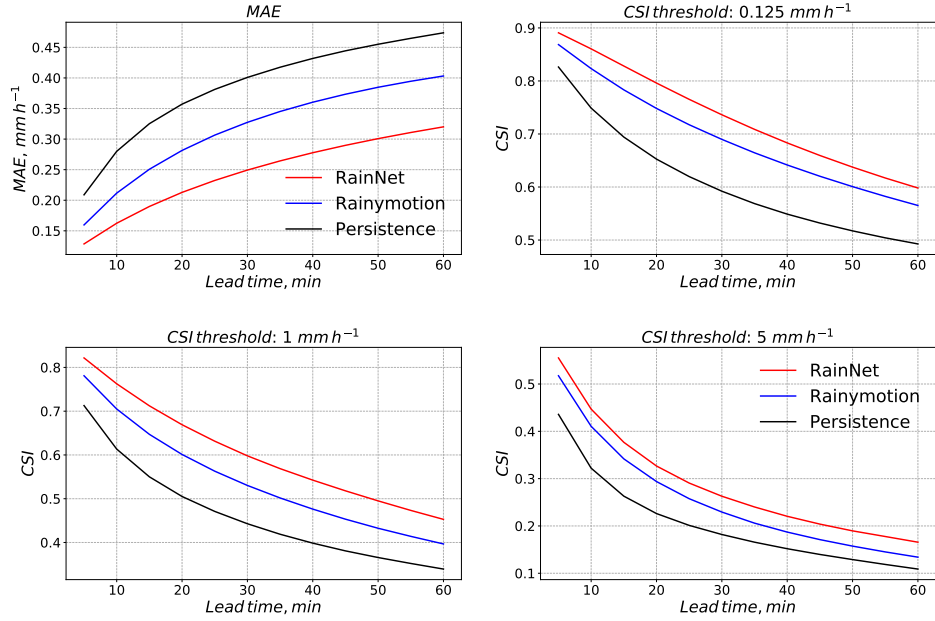 MAE
MAE, mm h⁻¹
0.45
0.40
0.35
0.30
0.25
0.20
0.15
RainNet
Rainymotion
Persistence
10 20 30 40 50 60
Lead time, min
CSI threshold: 0.125 mm h⁻¹
CSI
0.9
0.8
0.7
0.6
0.5
10 20 30 40 50 60
Lead time, min
CSI threshold: 1 mm h⁻¹
CSI
0.8
0.7
0.6
0.5
0.4
10 20 30 40 50 60
Lead time, min
CSI threshold: 5 mm h⁻¹
CSI
0.5
0.4
0.3
0.2
0.1
RainNet
Rainymotion
Persistence
10 20 30 40 50 60
Lead time, min